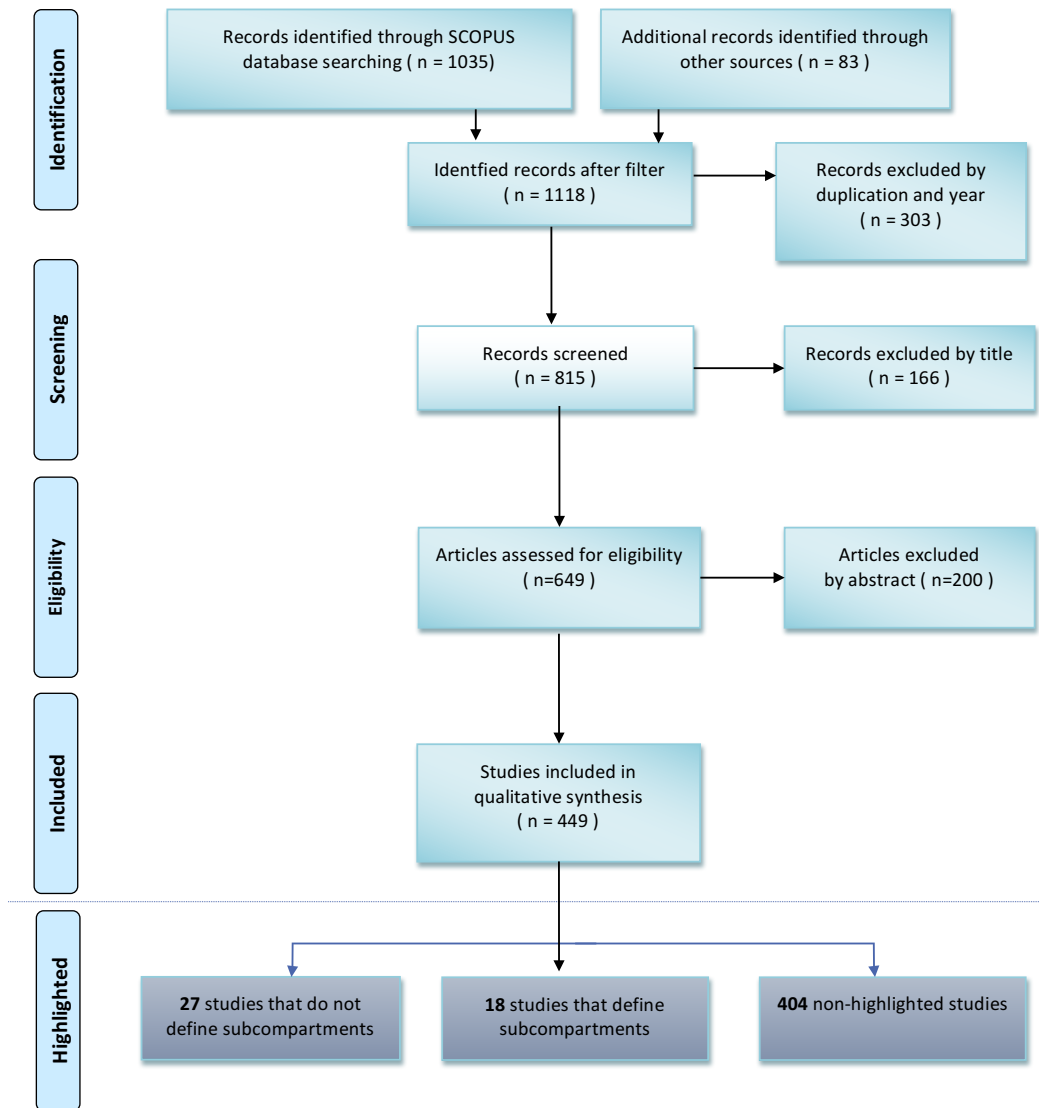 Identification
Records identified through SCOPUS
database searching ( n = 1035)
Additional records identified through
other sources ( n = 83 )
Identfied records after filter
( n = 1118 )
Records excluded by
duplication and year
( n = 303 )
Screening
Records screened
( n = 815 )
Records excluded by title
( n = 166 )
Eligibility
Articles assessed for eligibility
( n=649 )
Articles excluded
by abstract ( n=200 )
Included
Studies included in
qualitative synthesis
( n = 449 )
Highlighted
27 studies that do not
define subcompartments
18 studies that define
subcompartments
404 non-highlighted studies